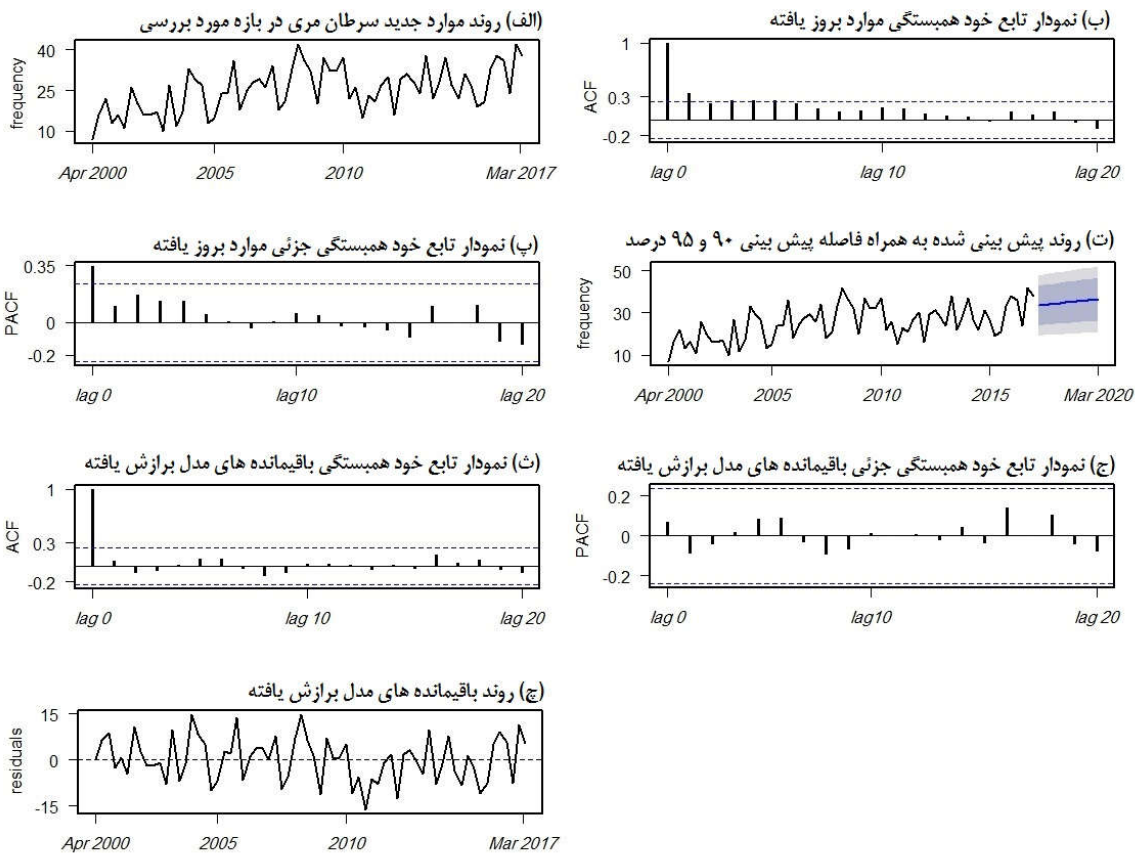 (الف) روند موارد جدید سرطان مری در بازه مورد بررسی
frequency
40
25
10
Apr 2000 2005 2010 Mar 2017
(ب) نمودار تابع خود همبستگی موارد بروز یافته
ACF
1
0.3
-0.2
lag 0 lag 10 lag 20
(پ) نمودار تابع خود همبستگی جزئی موارد بروز یافته
PACF
0.35
0
-0.2
lag 0 lag10 lag 20
(ت) روند پیش بینی شده به همراه فاصله پیش بینی ۹۰ و ۹۵ درصد
frequency
50
30
10
Apr 2000 2005 2010 2015 Mar 2020
(ث) نمودار تابع خود همبستگی باقیمانده های مدل برازش یافته
ACF
1
0.3
-0.2
lag 0 lag 10 lag 20
(ج) نمودار تابع خود همبستگی جزئی باقیمانده های مدل برازش یافته
PACF
0.2
0
-0.2
lag 0 lag10 lag 20
(چ) روند باقیمانده های مدل برازش یافته
residuals
15
0
-15
Apr 2000 2005 2010 Mar 2017